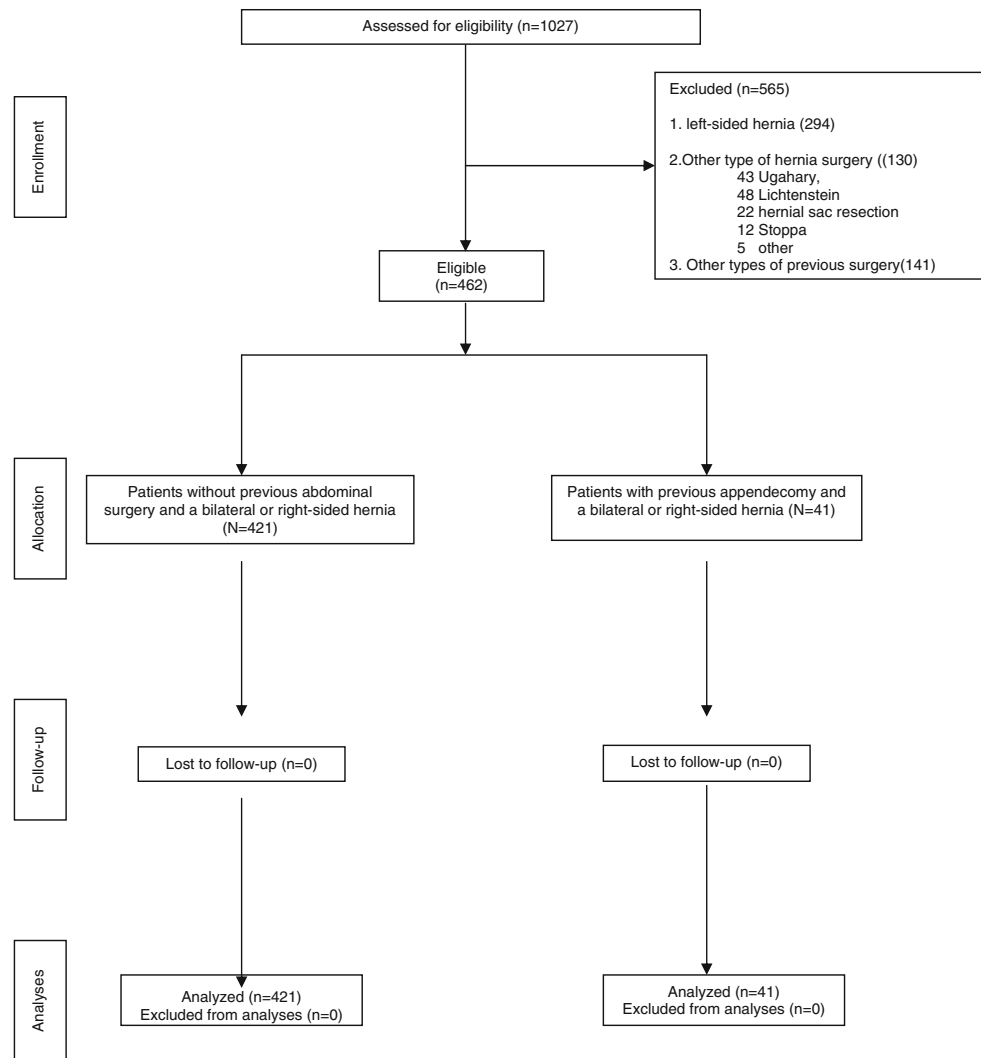 Assessed for eligibility (n=1027)
Enrollment
Excluded (n=565)
1. left-sided hernia (294)
2.Other type of hernia surgery ((130)
43 Ugahary,
48 Lichtenstein
22 hernial sac resection
12 Stoppa
5 other
3. Other types of previous surgery(141)
Eligible
(n=462)
Allocation
Patients without previous abdominal
surgery and a bilateral or right-sided hernia
(N=421)
Patients with previous appendecomy and
a bilateral or right-sided hernia (N=41)
Follow-up
Lost to follow-up (n=0)
Lost to follow-up (n=0)
Analyses
Analyzed (n=421)
Excluded from analyses (n=0)
Analyzed (n=41)
Excluded from analyses (n=0)